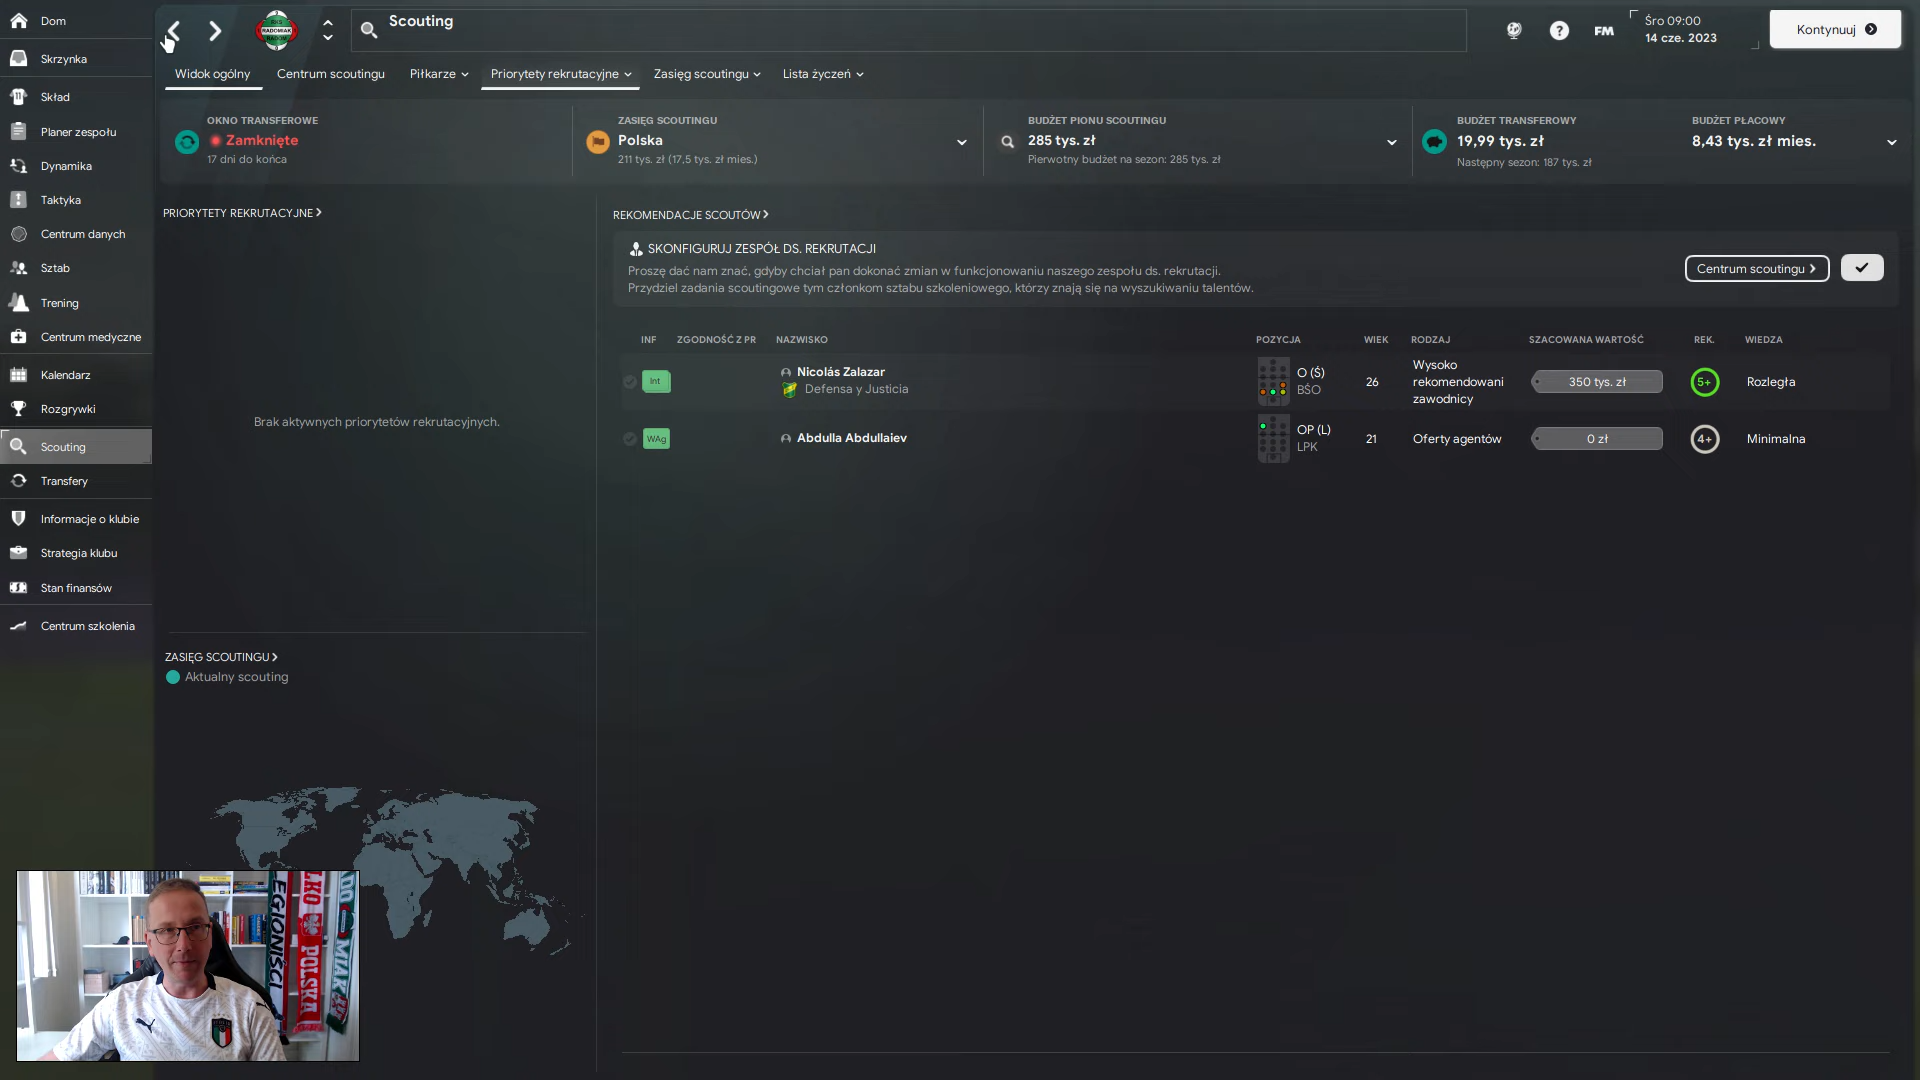 Dom
Skrzynka
Skład
Planer zespołu
Dynamika
Taktyka
Centrum danych
Sztab
Trening
Centrum medyczne
Kalendarz
Rozgrywki
Scouting
Transfery
Informacje o klubie
Strategia klubu
Stan finansów
Centrum szkolenia
RADOMIAK
Scouting
FM
Śro 09:00
14 cze. 2023
Kontynuuj
Widok ogólny
Centrum scoutingu
Piłkarze
Priorytety rekrutacyjne
Zasięg scoutingu
Lista życzeń
OKNO TRANSFEROWE
Zamknięte
17 dni do końca
ZASIĘG SCOUTINGU
Polska
211 tys. zł (17,5 tys. zł mies.)
BUDŻET PIONU SCOUTINGU
285 tys. zł
Pierwotny budżet na sezon: 285 tys. zł
BUDŻET TRANSFEROWY
19,99 tys. zł
Następny sezon: 187 tys. zł
BUDŻET PŁACOWY
8,43 tys. zł mies.
PRIORYTETY REKRUTACYJNE
Brak aktywnych priorytetów rekrutacyjnych.
ZASIĘG SCOUTINGU
Aktualny scouting
REKOMENDACJE SCOUTÓW
SKONFIGURUJ ZESPÓŁ DS. REKRUTACJI
Proszę dać nam znać, gdyby chciał pan dokonać zmian w funkcjonowaniu naszego zespołu ds. rekrutacji.
Przydziel zadania scoutingowe tym członkom sztabu szkoleniowego, którzy znają się na wyszukiwaniu talentów.
Centrum scoutingu
INF ZGODNOŚĆ Z PR NAZWISKO POZYCJA WIEK RODZAJ SZACOWANA WARTOŚĆ REK. WIEDZA
Int Nicolás Zalazar Defensa y Justicia O (Ś) BŚO 26 Wysoko rekomendowani zawodnicy 350 tys. zł 5+ Rozległa
WAg Abdulla Abdullaiev OP (L) LPK 21 Oferty agentów 0 zł 4+ Minimalna
EGIONIŚCI
POLSKA
MIAK